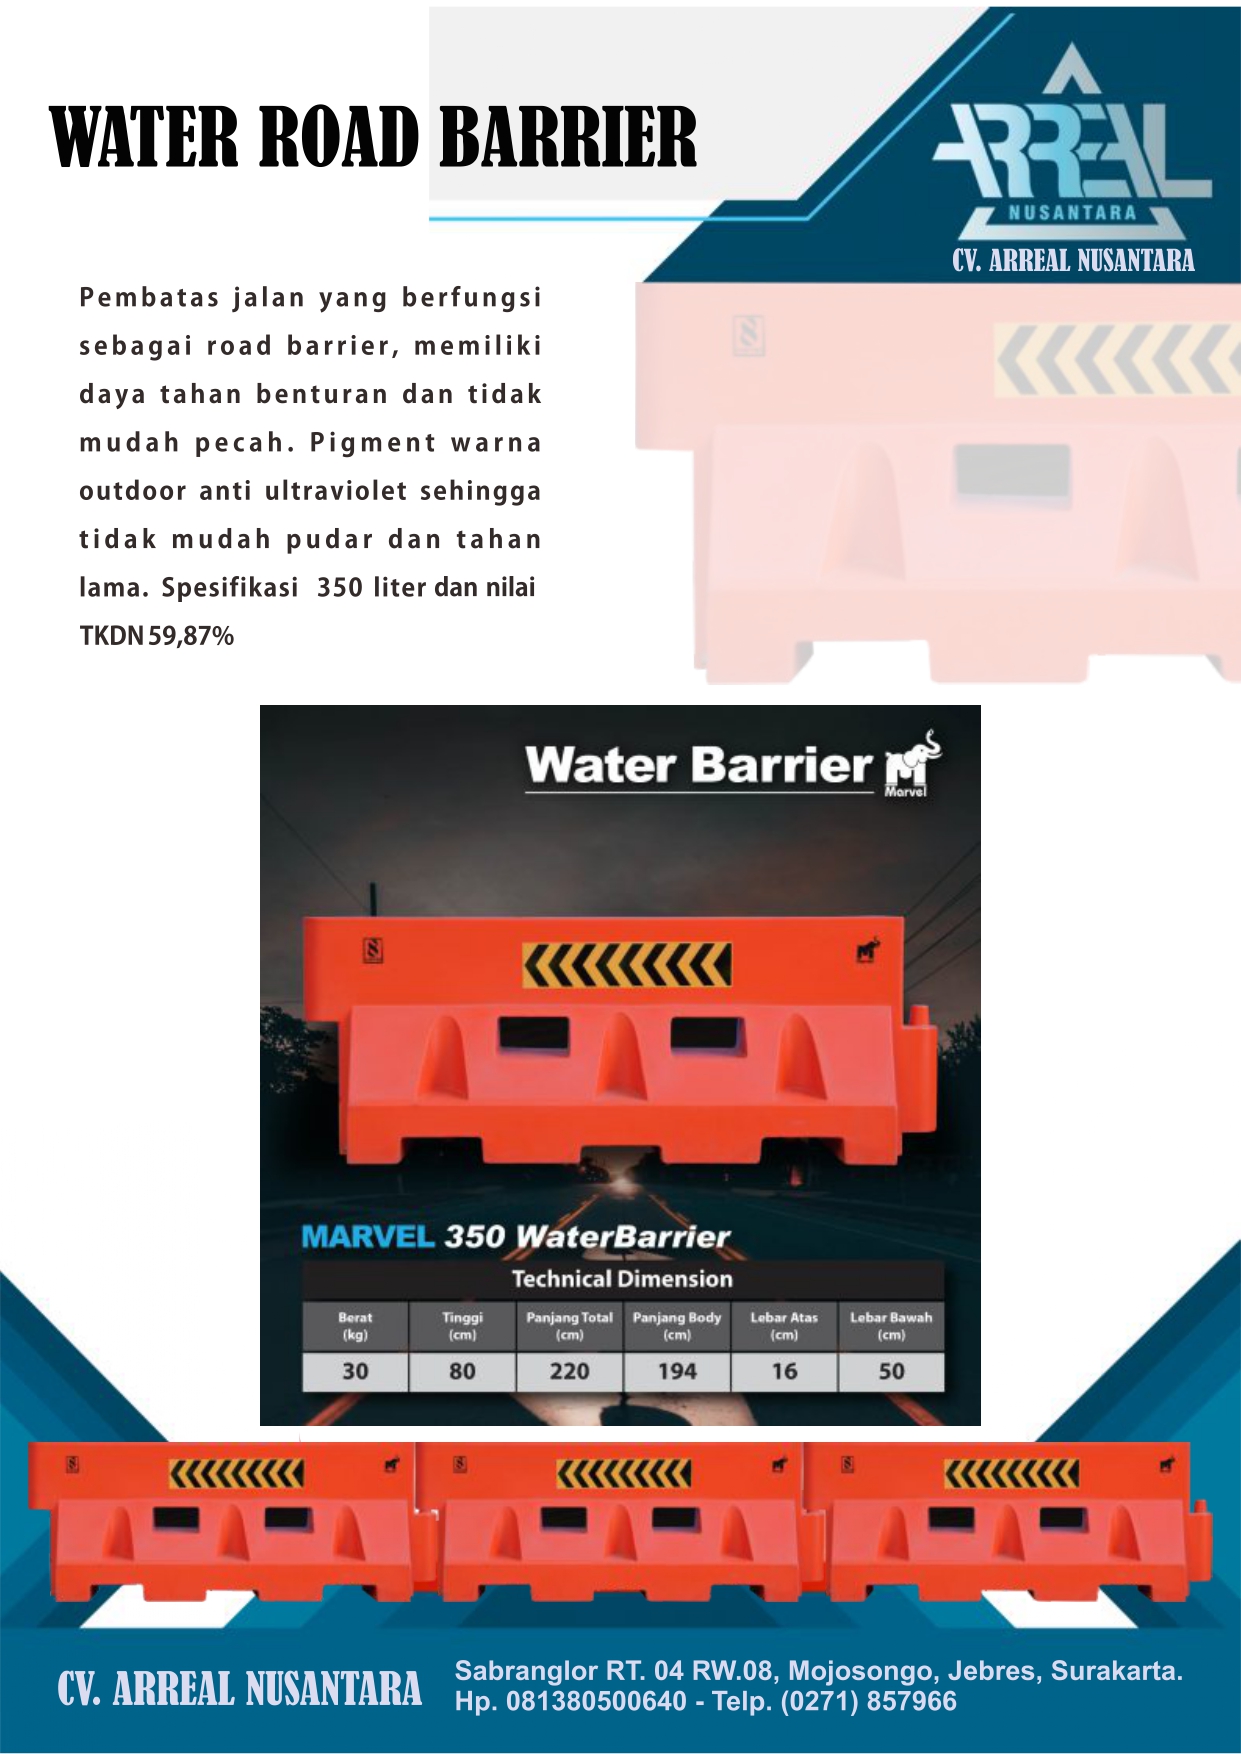 WATER ROAD BARRIER
ARREAL
NUSANTARA
CV. ARREAL NUSANTARA
Pembatas jalan yang berfungsi
sebagai road barrier, memiliki
daya tahan benturan dan tidak
mudah pecah. Pigment warna
outdoor anti ultraviolet sehingga
tidak mudah pudar dan tahan
lama. Spesifikasi 350 liter dan nilai
TKDN 59,87%
Water Barrier
Marvel
MARVEL 350 WaterBarrier
Technical Dimension
Berat Tinggi Panjang Total Panjang Body Lebar Atas Lebar Bawah
(kg) (cm) (cm) (cm) (cm) (cm)
30 80 220 194 16 50
CV. ARREAL NUSANTARA
Sabranglor RT. 04 RW.08, Mojosongo, Jebres, Surakarta.
Hp. 081380500640 - Telp. (0271) 857966